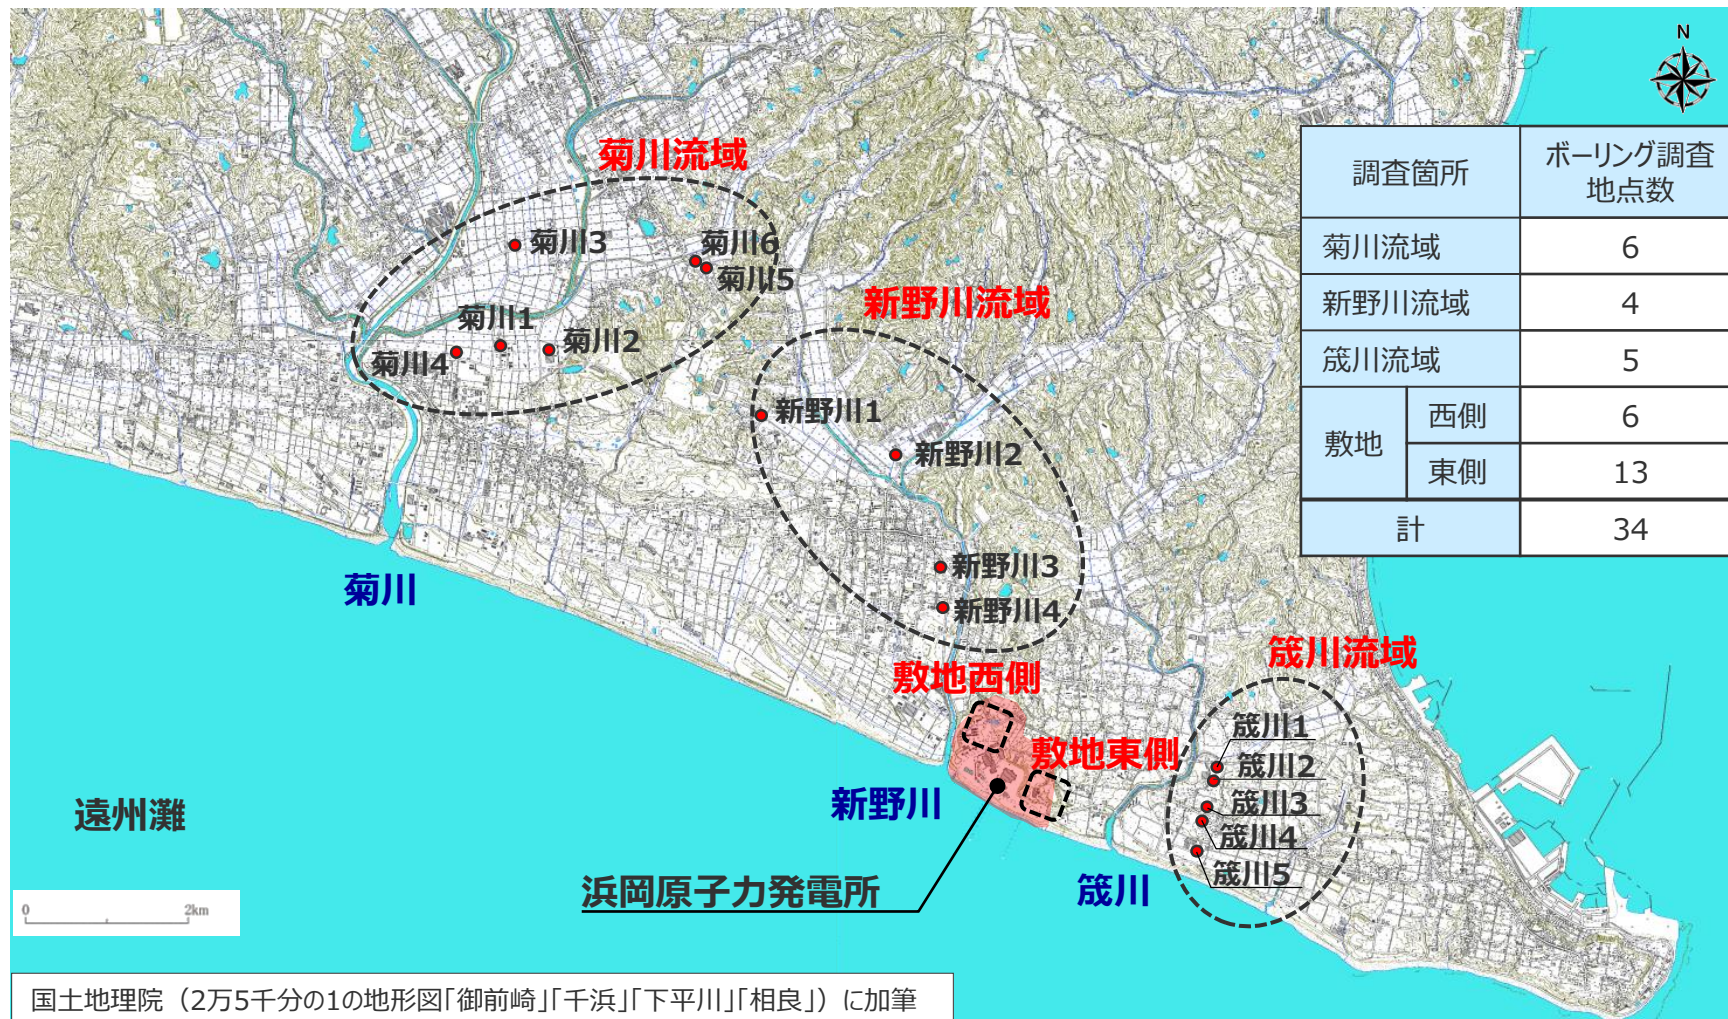 N
菊川流域
菊川3
菊川6
菊川5
菊川1
菊川2
菊川4
新野川流域
新野川1
新野川2
新野川3
新野川4
菊川
敷地西側
敷地東側
新野川
浜岡原子力発電所
筬川流域
筬川1
筬川2
筬川3
筬川4
筬川5
筬川
遠州灘
0 2km
調査箇所 ボーリング調査
地点数
菊川流域 6
新野川流域 4
筬川流域 5
敷地 西側 6
東側 13
計 34
国土地理院（2万5千分の1の地形図「御前崎」「千浜」「下平川」「相良」）に加筆